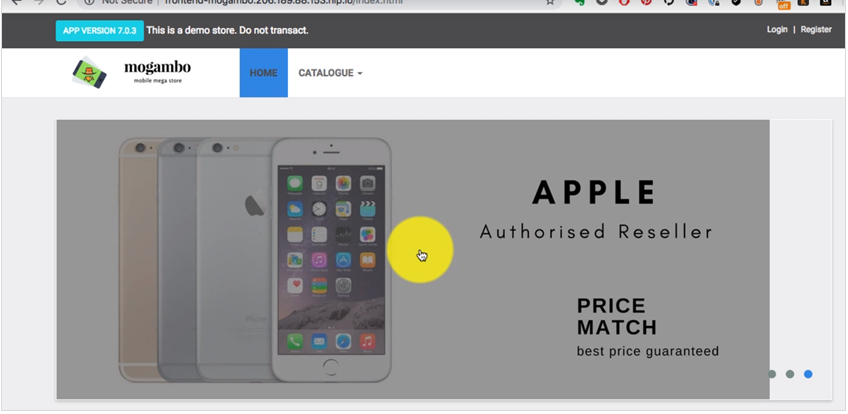 Not Secure | frontend-mogambo.206.189.88.153.nip.io/index.html
APP VERSION 7.0.3 This is a demo store. Do not transact.
Login | Register
mogambo
mobile mega store
HOME
CATALOGUE
APPLE
Authorised Reseller
PRICE
MATCH
best price guaranteed